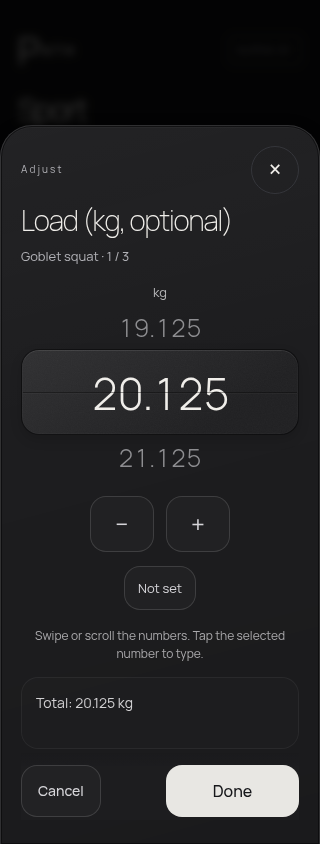 Sport
Adjust
×
Load (kg, optional)
Goblet squat · 1 / 3
kg
19.125
20.125
21.125
−
+
Not set
Swipe or scroll the numbers. Tap the selected
number to type.
Total: 20.125 kg
Cancel
Done